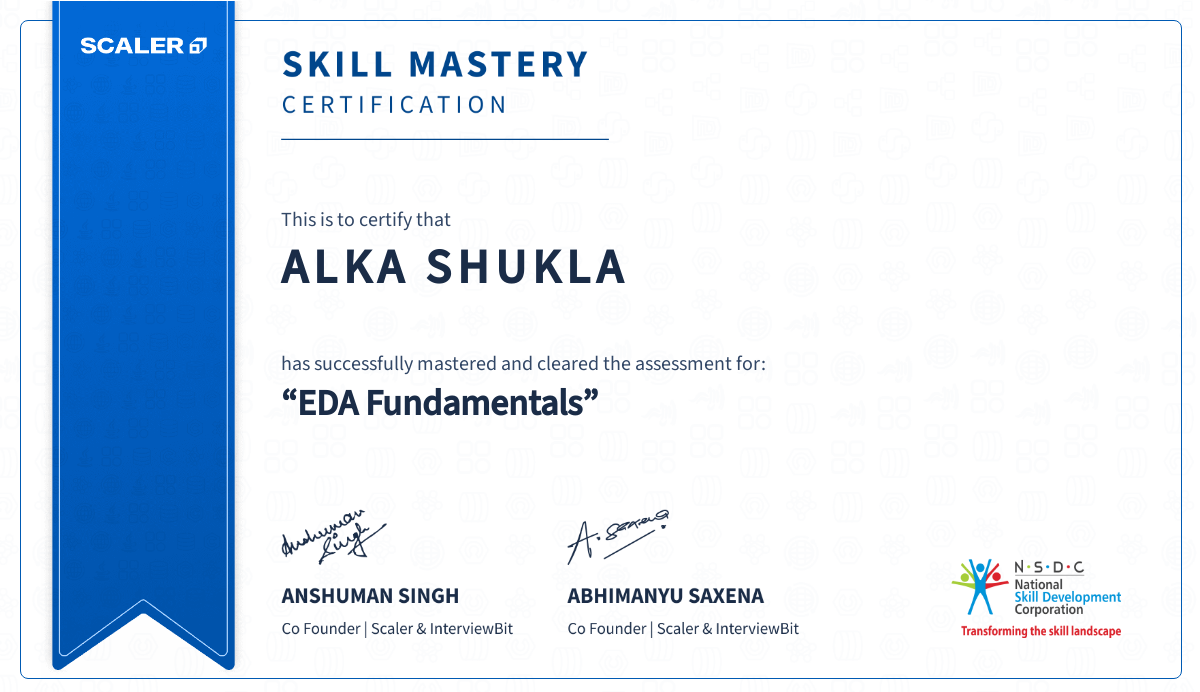 SCALER
SKILL MASTERY
CERTIFICATION
This is to certify that
ALKA SHUKLA
has successfully mastered and cleared the assessment for:
“EDA Fundamentals”
Anshuman Singh
A. Saxena
ANSHUMAN SINGH
Co Founder | Scaler & InterviewBit
ABHIMANYU SAXENA
Co Founder | Scaler & InterviewBit
N·S·D·C
National
Skill Development
Corporation
Transforming the skill landscape